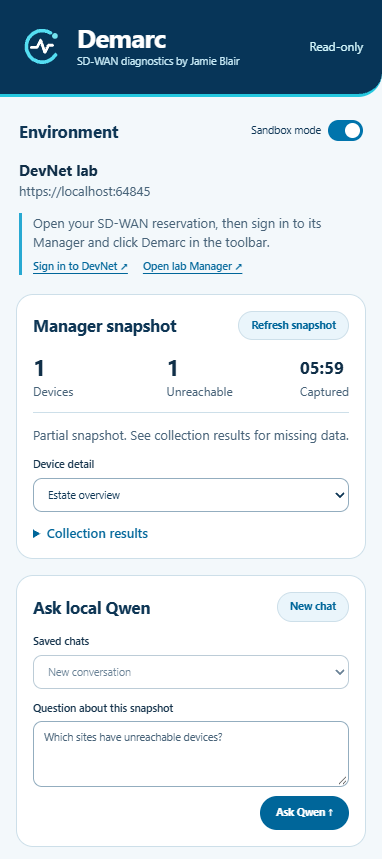 Demarc
SD-WAN diagnostics by Jamie Blair
Read-only
Environment
Sandbox mode
DevNet lab
https://localhost:64845
Open your SD-WAN reservation, then sign in to its
Manager and click Demarc in the toolbar.
Sign in to DevNet ↗ Open lab Manager ↗
Manager snapshot
Refresh snapshot
1 1 05:59
Devices Unreachable Captured
Partial snapshot. See collection results for missing data.
Device detail
Estate overview
Collection results
Ask local Qwen
New chat
Saved chats
New conversation
Question about this snapshot
Which sites have unreachable devices?
Ask Qwen ↑